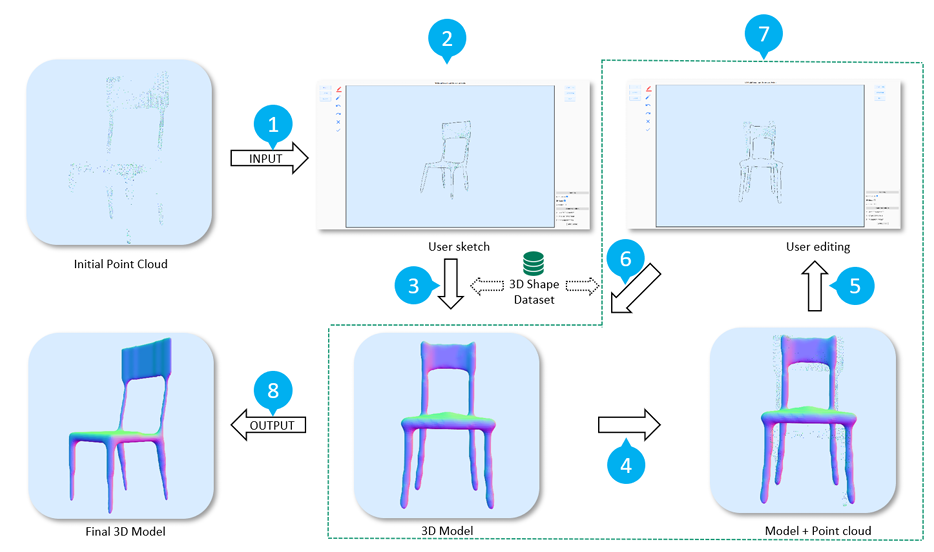 2
7
1
INPUT
Initial Point Cloud
User sketch
User editing
3
3D Shape
Dataset
6
5
8
OUTPUT
4
Final 3D Model
3D Model
Model + Point cloud